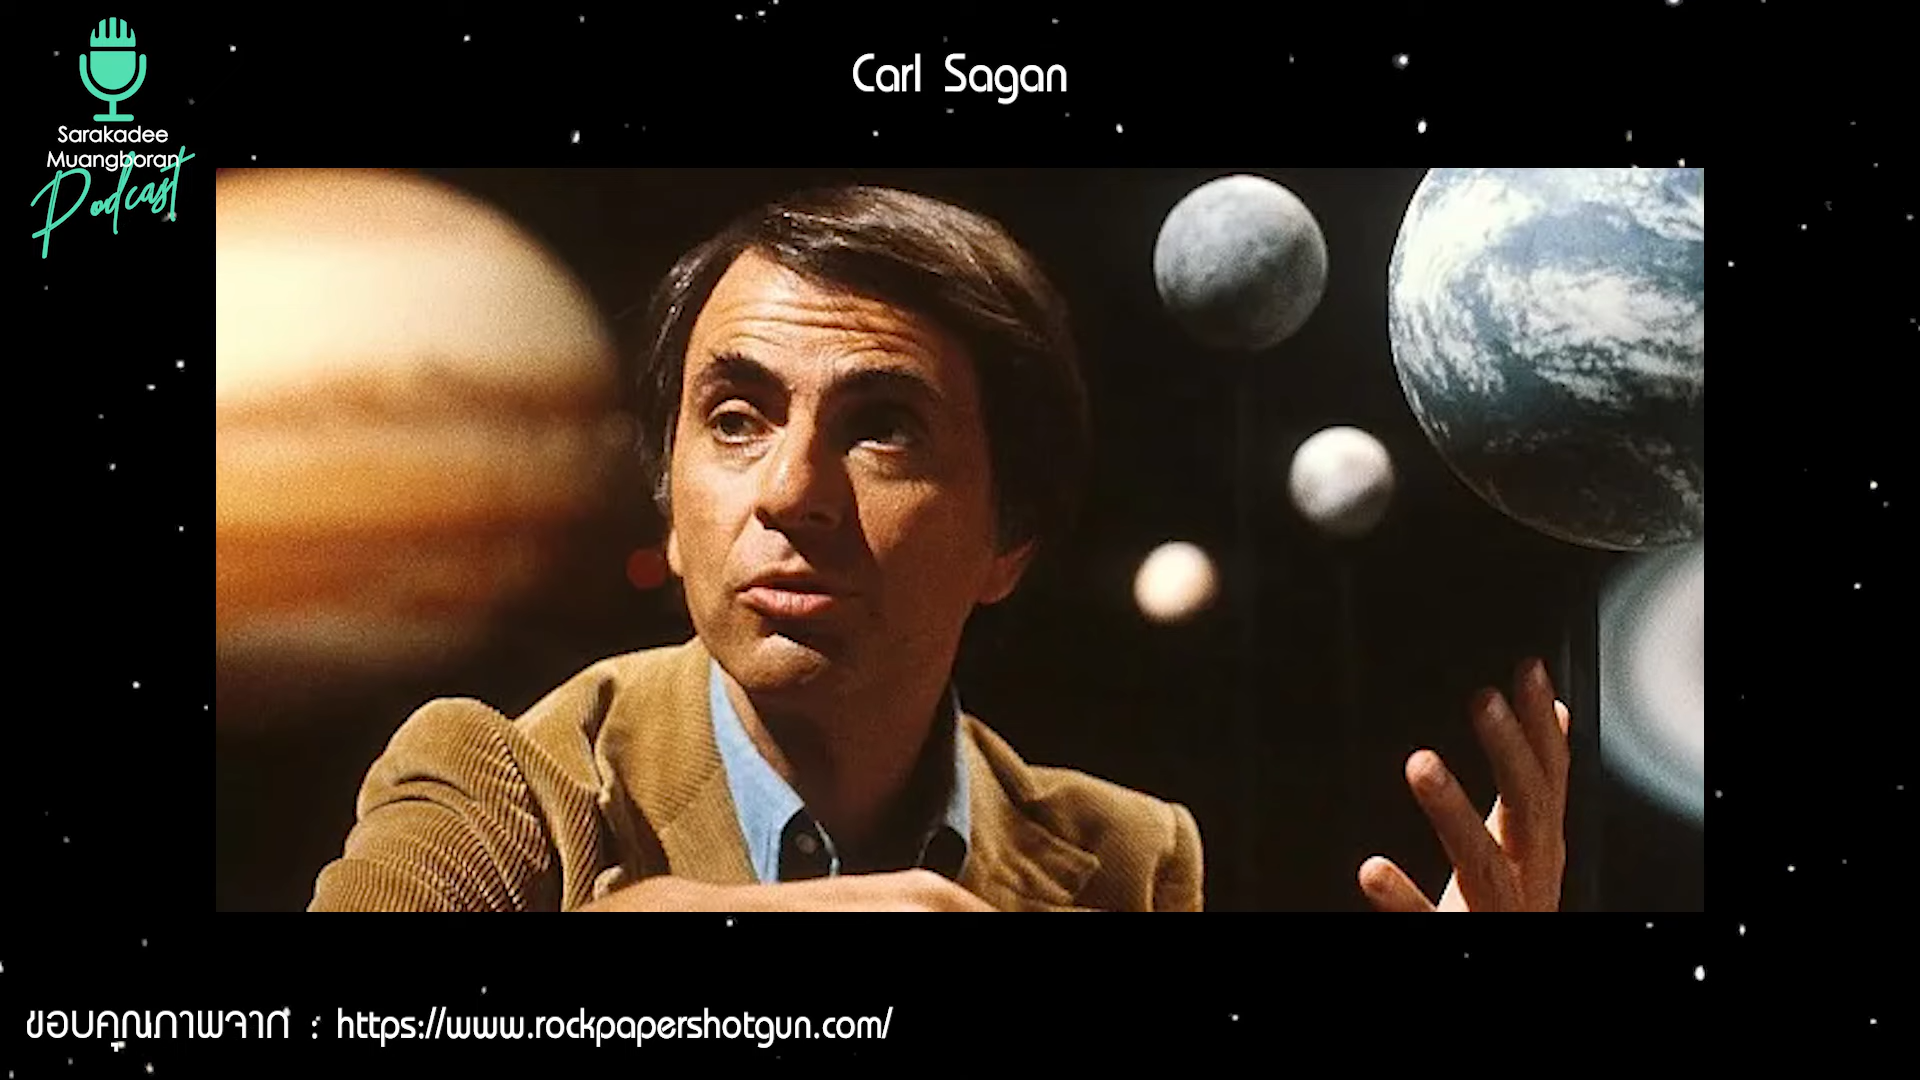 Carl Sagan
Sarakadee
Muangboran
Podcast
ขอบคุณภาพจาก : https://www.rockpapershotgun.com/